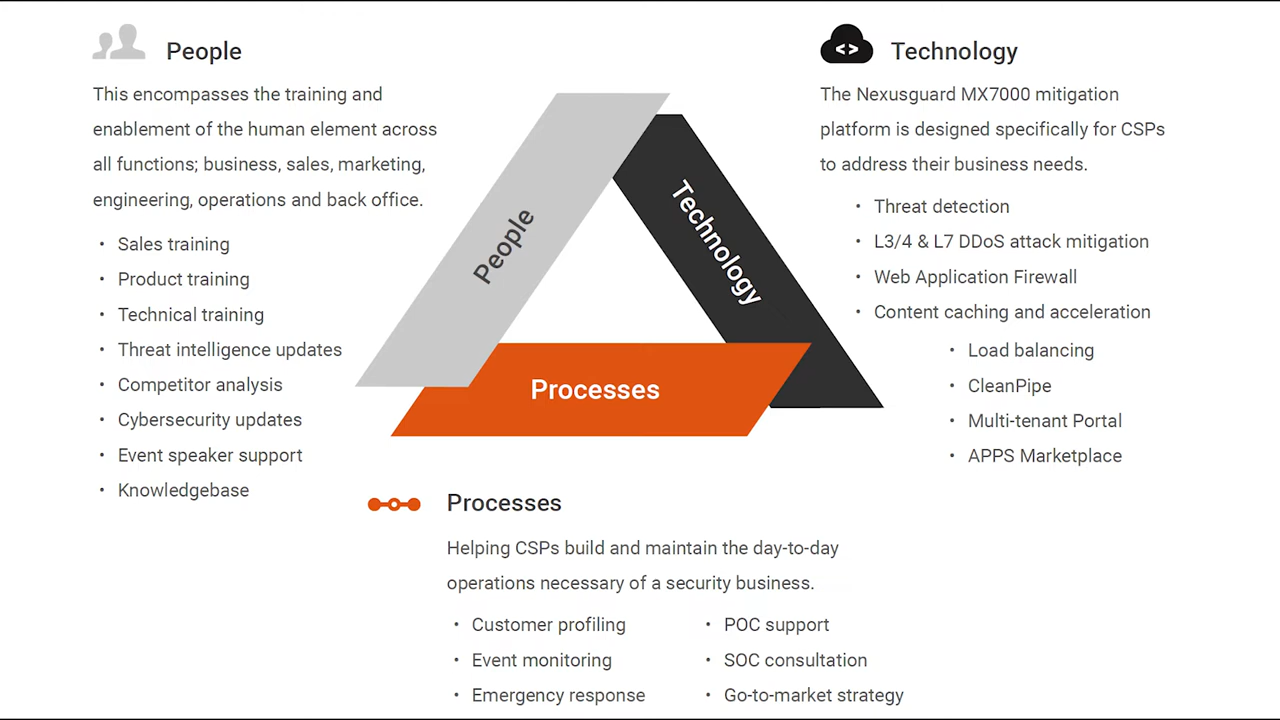 People
This encompasses the training and
enablement of the human element across
all functions; business, sales, marketing,
engineering, operations and back office.
• Sales training
• Product training
• Technical training
• Threat intelligence updates
• Competitor analysis
• Cybersecurity updates
• Event speaker support
• Knowledgebase
People
Technology
Processes
Technology
The Nexusguard MX7000 mitigation
platform is designed specifically for CSPs
to address their business needs.
• Threat detection
• L3/4 & L7 DDoS attack mitigation
• Web Application Firewall
• Content caching and acceleration
• Load balancing
• CleanPipe
• Multi-tenant Portal
• APPS Marketplace
Processes
Helping CSPs build and maintain the day-to-day
operations necessary of a security business.
• Customer profiling
• Event monitoring
• Emergency response
• POC support
• SOC consultation
• Go-to-market strategy